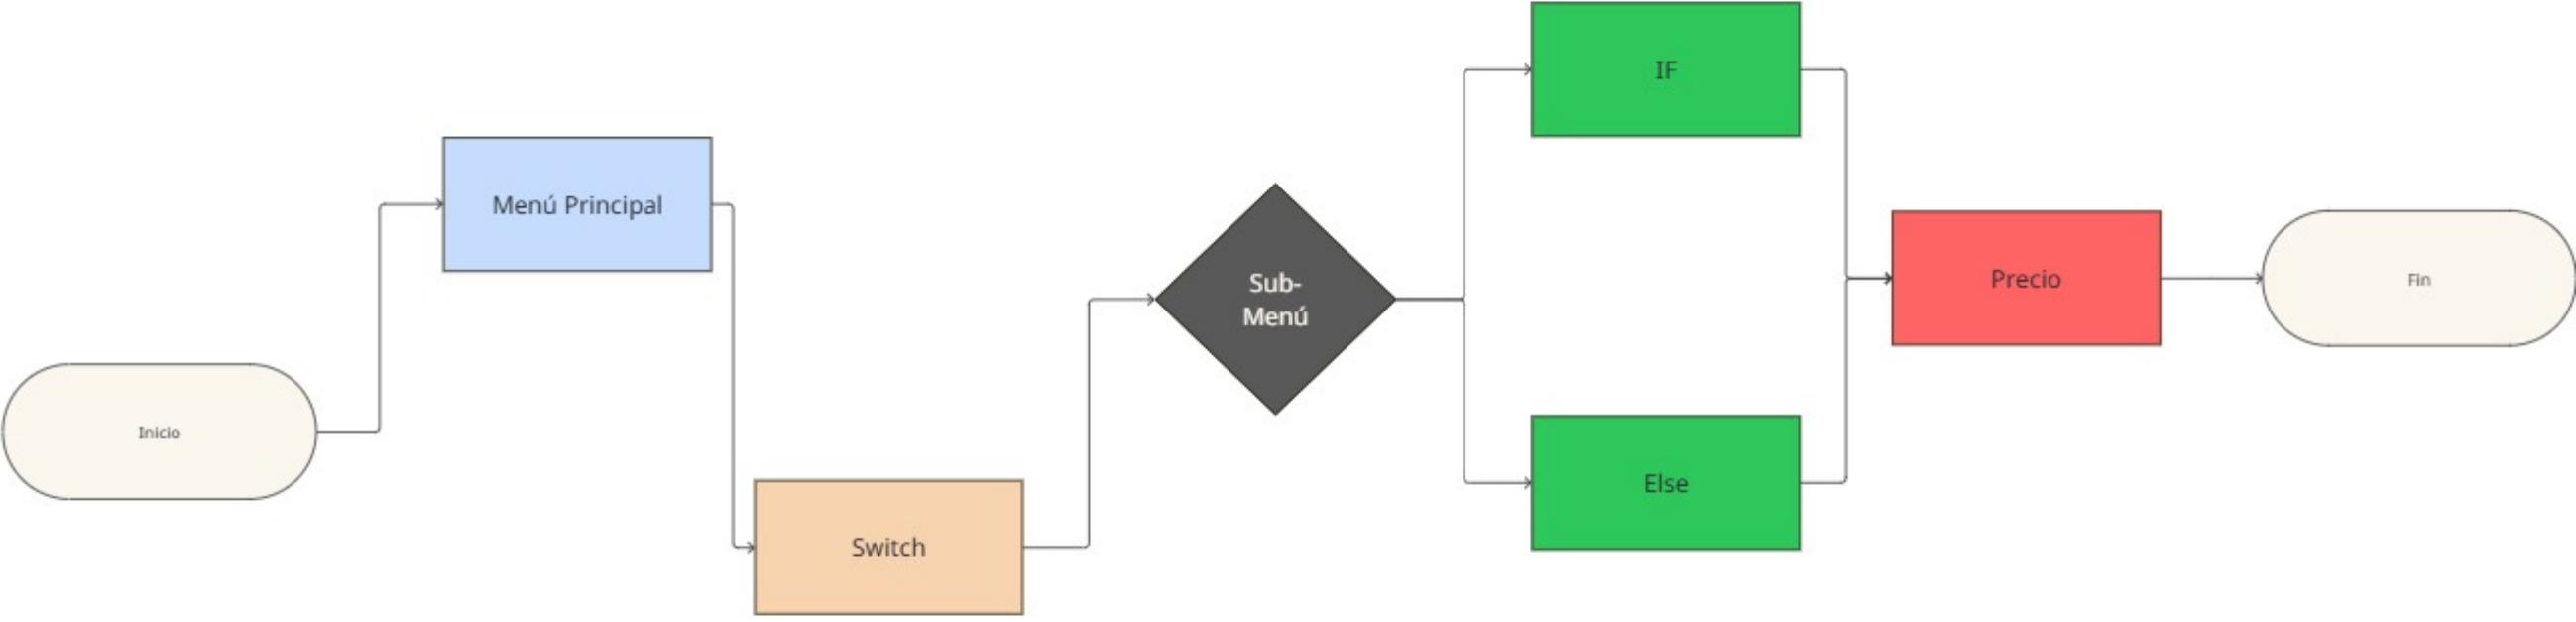 Inicio
Menú Principal
Switch
Sub-
Menú
IF
Else
Precio
Fin